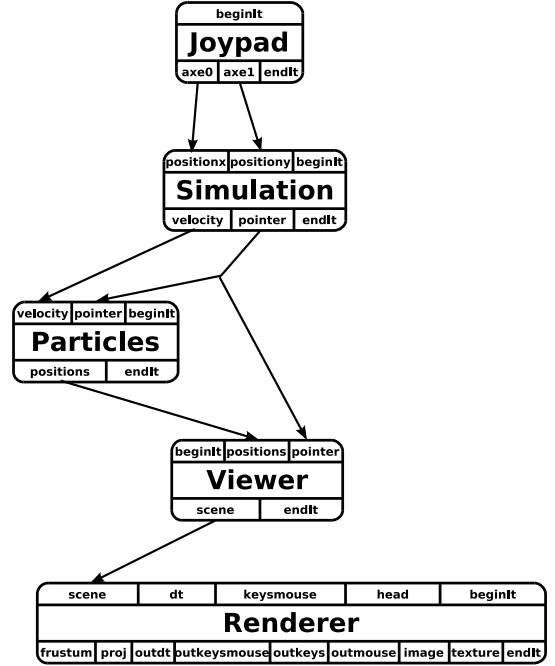 beginIt
Joypad
axe0 axe1 endIt
positionx positiony beginIt
Simulation
velocity pointer endIt
velocity pointer beginIt
Particles
positions endIt
beginIt positions pointer
Viewer
scene endIt
scene dt keysmouse head beginIt
Renderer
frustum proj outdt outkeysmouse outkeys outmouse image texture endIt